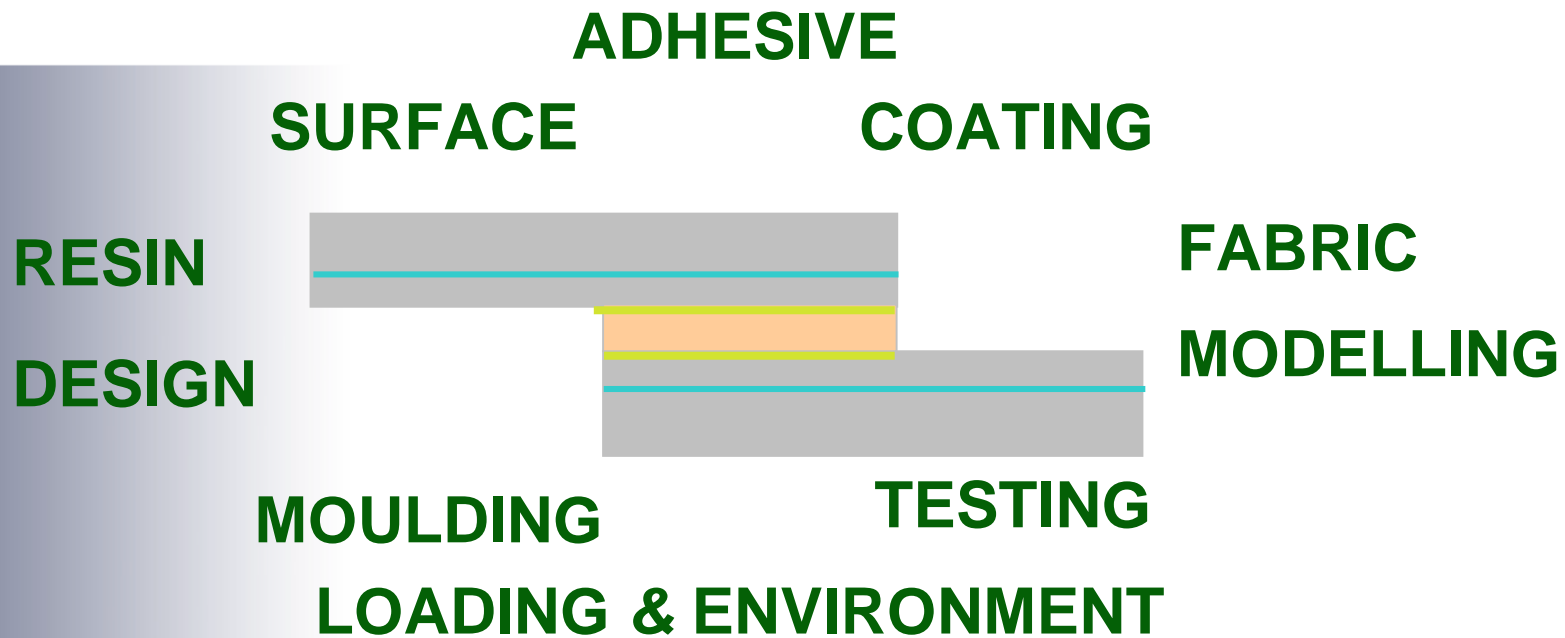 ADHESIVE
SURFACE COATING
RESIN FABRIC
DESIGN MODELLING
MOULDING TESTING
LOADING & ENVIRONMENT